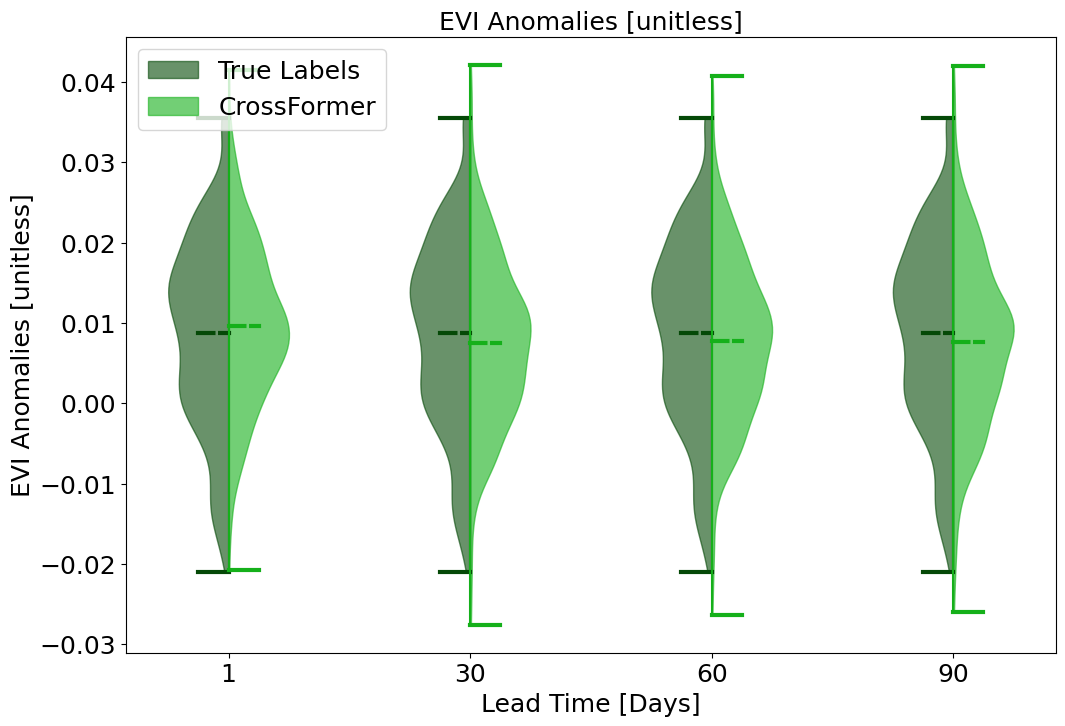 EVI Anomalies [unitless]
True Labels
CrossFormer
EVI Anomalies [unitless]
0.04
0.03
0.02
0.01
0.00
−0.01
−0.02
−0.03
1 30 60 90
Lead Time [Days]